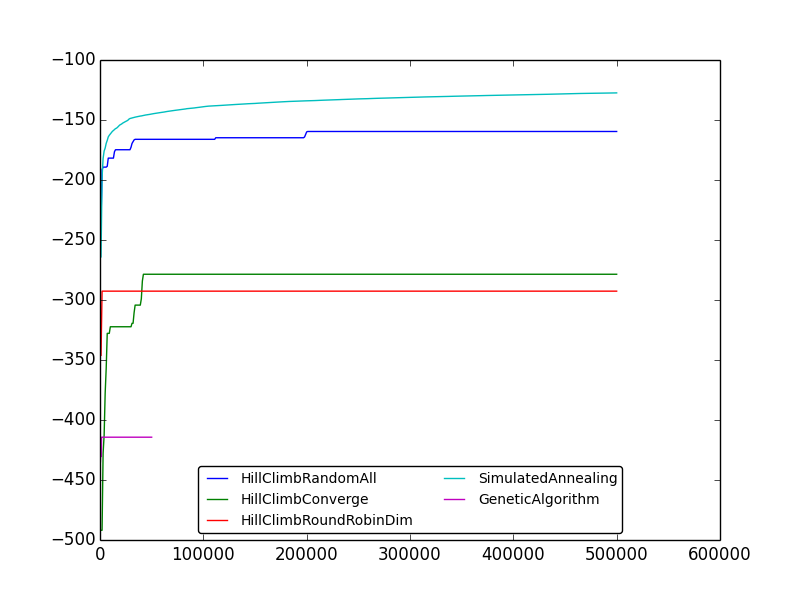 −100
−150
−200
−250
−300
−350
−400
−450
−500
HillClimbRandomAll
HillClimbConverge
HillClimbRoundRobinDim
SimulatedAnnealing
GeneticAlgorithm
0 100000 200000 300000 400000 500000 600000